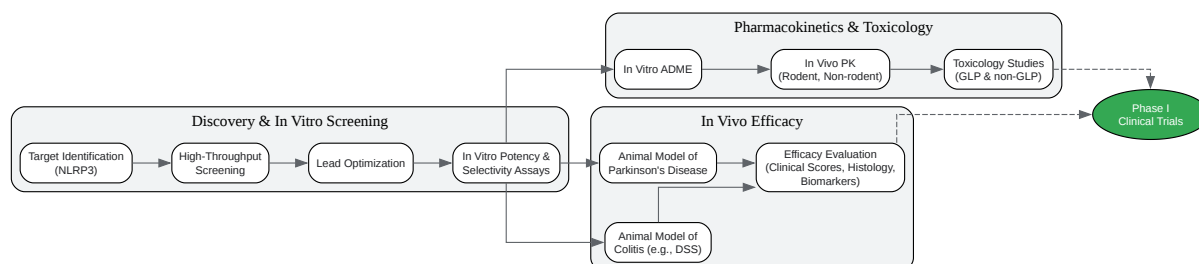 Pharmacokinetics & Toxicology
In Vitro ADME
In Vivo PK
(Rodent, Non-rodent)
Toxicology Studies
(GLP & non-GLP)
Phase I
Clinical Trials
Discovery & In Vitro Screening
Target Identification
(NLRP3)
High-Throughput
Screening
Lead Optimization
In Vitro Potency &
Selectivity Assays
In Vivo Efficacy
Animal Model of
Parkinson's Disease
Efficacy Evaluation
(Clinical Scores, Histology,
Biomarkers)
Animal Model of
Colitis (e.g., DSS)